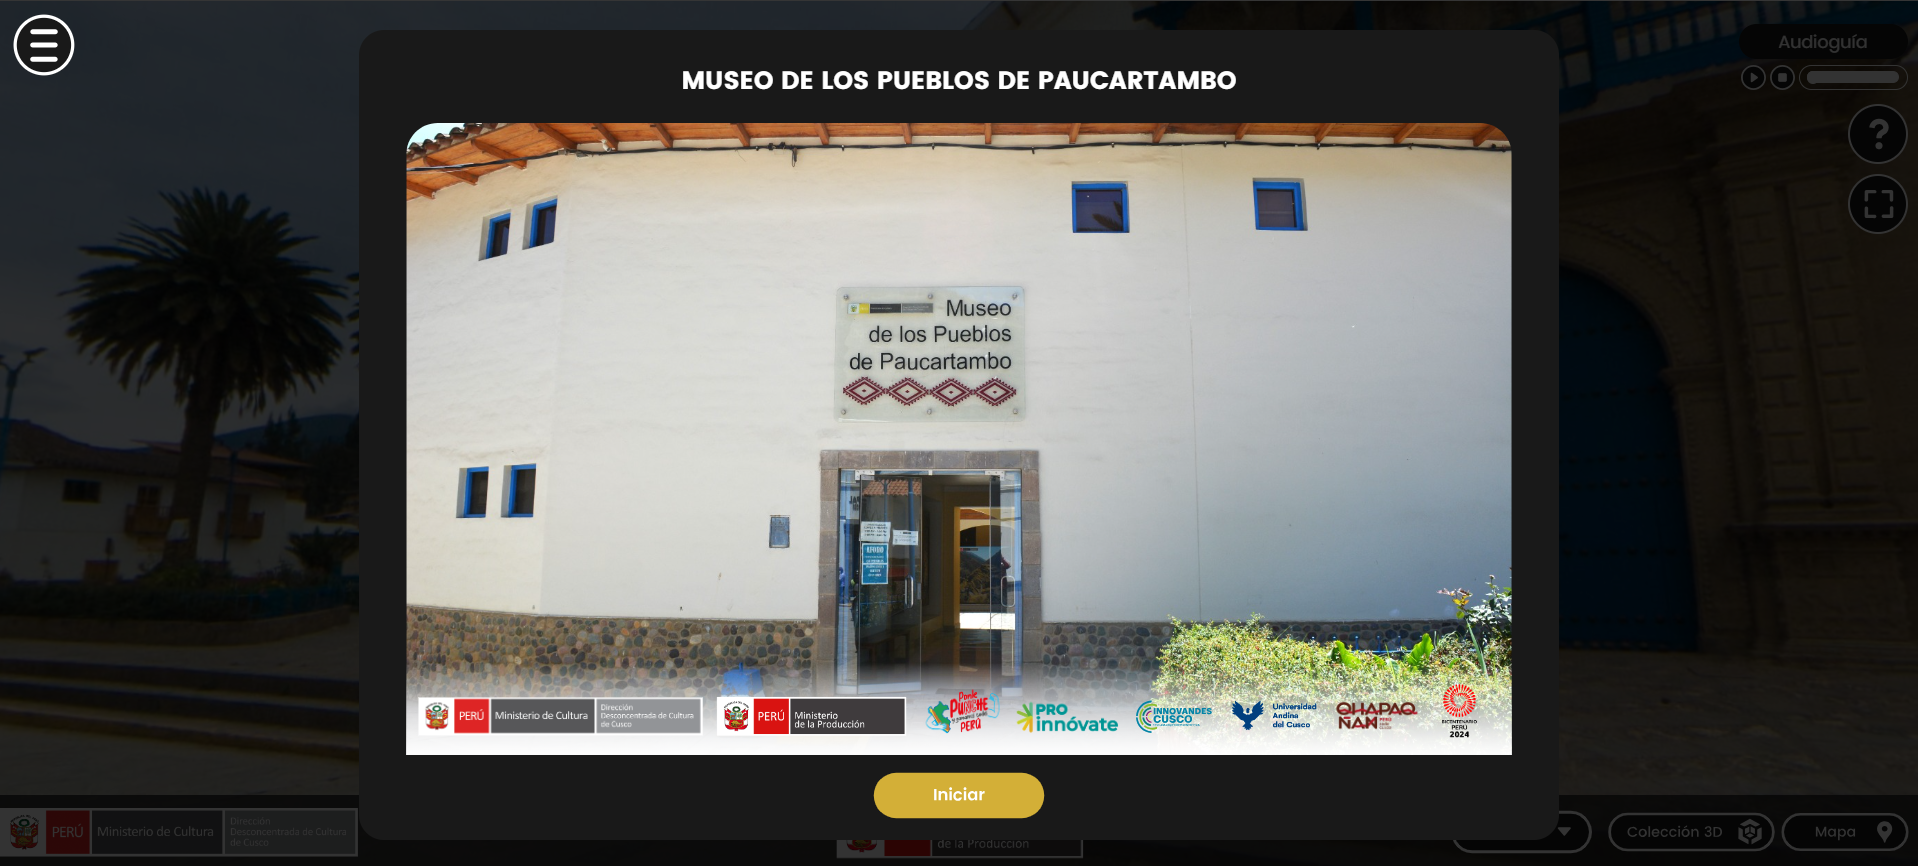 Audioguía
MUSEO DE LOS PUEBLOS DE PAUCARTAMBO
Museo
de los Pueblos
de Paucartambo
PERÚ
Ministerio de Cultura
Dirección
Desconcentrada de Cultura
de Cusco
PERÚ
Ministerio
de la Producción
Ponle
PUNCHE
PERÚ
PRO
innóvate
INNOVANDES
CUSCO
Universidad
Andina
del Cusco
QHAPAQ
ÑAN
PERÚ
BICENTENARIO
PERÚ
2024
Iniciar
PERÚ
Ministerio de Cultura
Dirección
Desconcentrada de Cultura
de Cusco
de la Producción
Colección 3D
Mapa